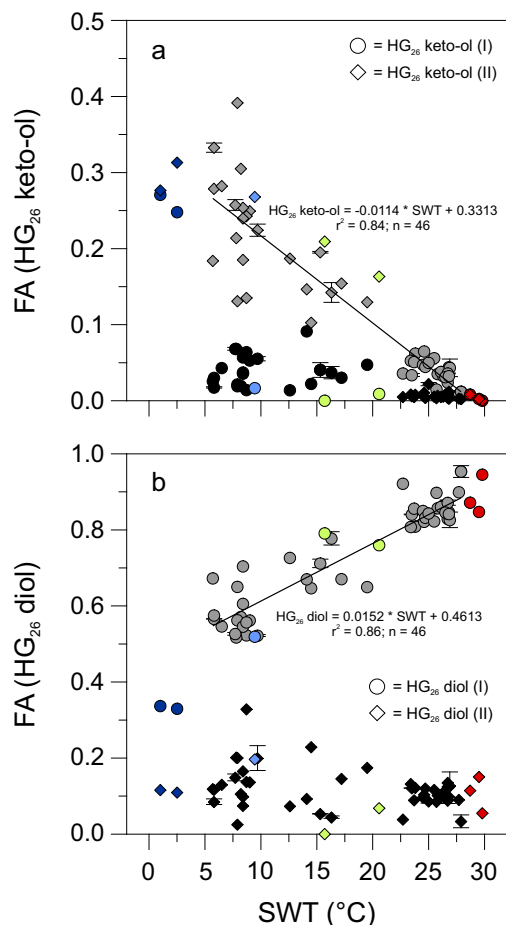 a
○ = HG₂₆ keto-ol (I)
◇ = HG₂₆ keto-ol (II)
FA (HG₂₆ keto-ol)
0.5
0.4
0.3
0.2
0.1
0.0
HG₂₆ keto-ol = -0.0114 * SWT + 0.3313
r² = 0.84; n = 46
b
FA (HG₂₆ diol)
1.0
0.8
0.6
0.4
0.2
0.0
HG₂₆ diol = 0.0152 * SWT + 0.4613
r² = 0.86; n = 46
○ = HG₂₆ diol (I)
◇ = HG₂₆ diol (II)
0 5 10 15 20 25 30
SWT (°C)